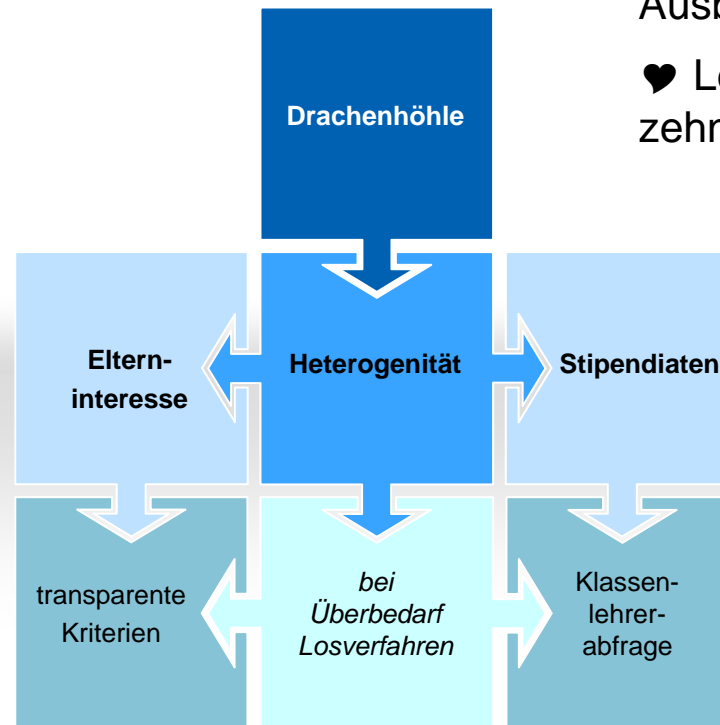 Drachenhöhle
Eltern-
interesse
Heterogenität
Stipendiaten
transparente
Kriterien
bei
Überbedarf
Losverfahren
Klassen-
lehrer-
abfrage